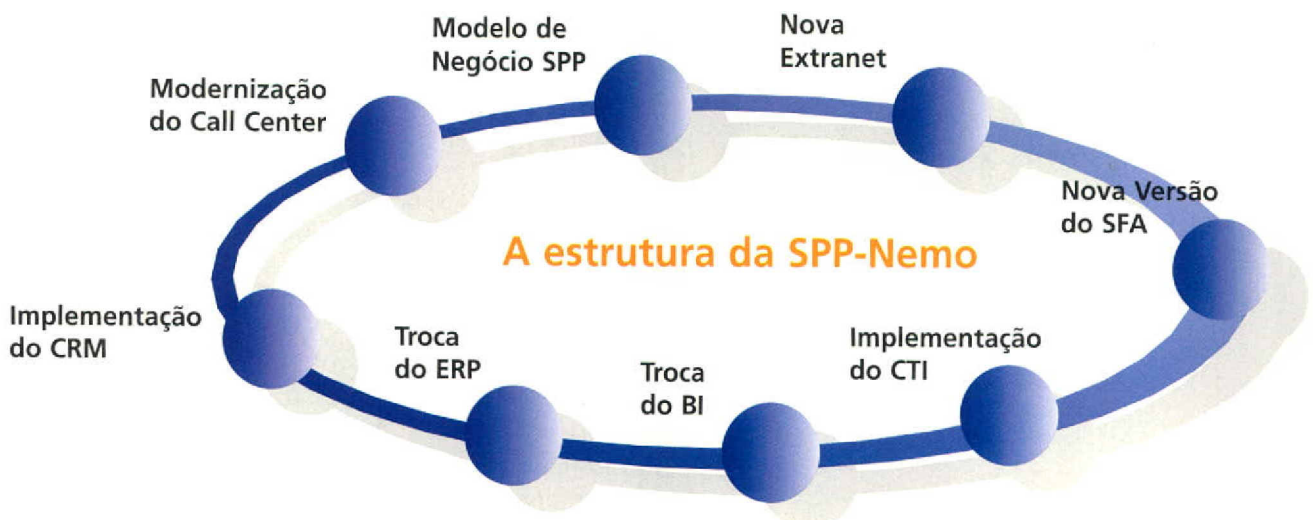 Modelo de
Negócio SPP
Nova
Extranet
Modernização
do Call Center
Nova Versão
do SFA
A estrutura da SPP-Nemo
Implementação
do CRM
Troca
do ERP
Troca
do BI
Implementação
do CTI